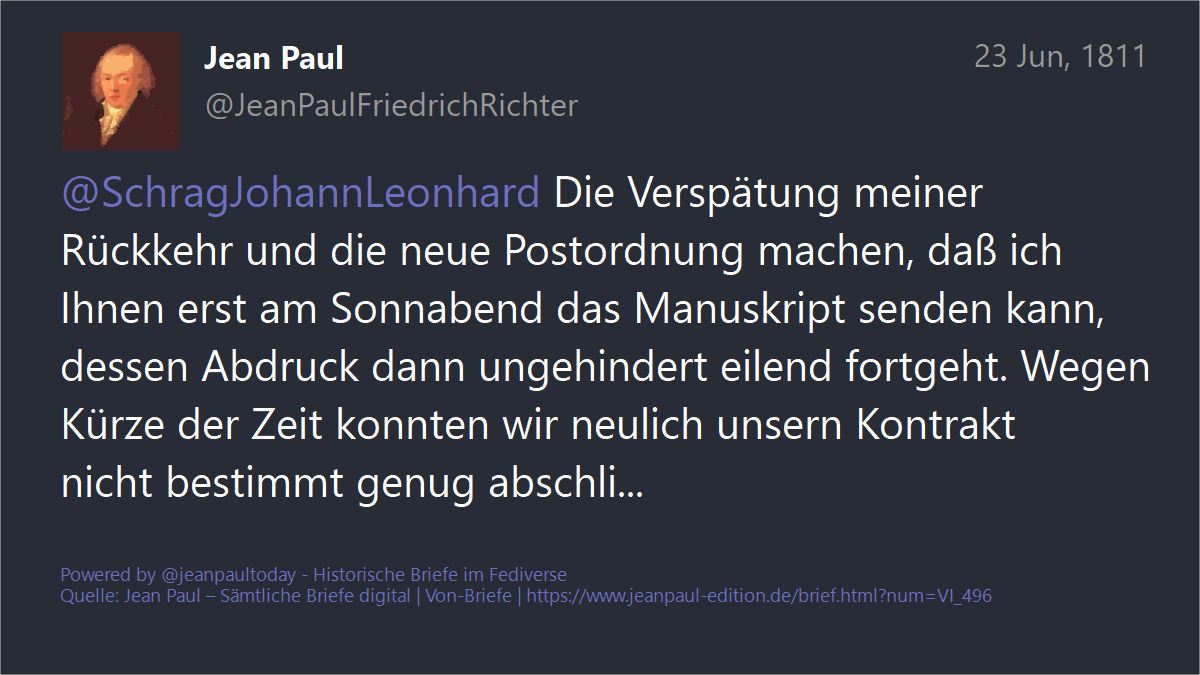 Jean Paul
23 Jun, 1811
@JeanPaulFriedrichRichter
@SchragJohannLeonhard Die Verspätung meiner
Rückkehr und die neue Postordnung machen, daß ich
Ihnen erst am Sonnabend das Manuskript senden kann,
dessen Abdruck dann ungehindert eilend fortgeht. Wegen
Kürze der Zeit konnten wir neulich unsern Kontrakt
nicht bestimmt genug abschli...
Powered by @jeanpaultoday - Historische Briefe im Fediverse
Quelle: Jean Paul – Sämtliche Briefe digital | Von-Briefe | https://www.jeanpaul-edition.de/brief.html?num=VI_496